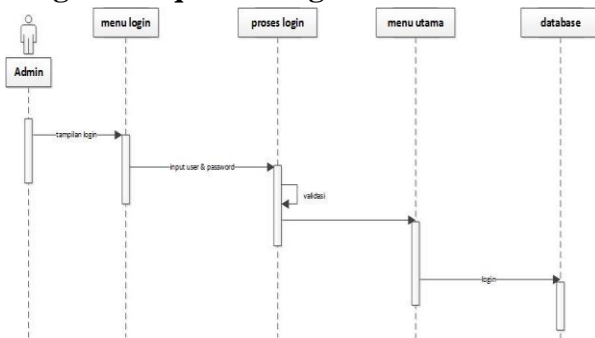 menu login
proses login
menu utama
database
Admin
tampilan login
input user & password
validasi
login